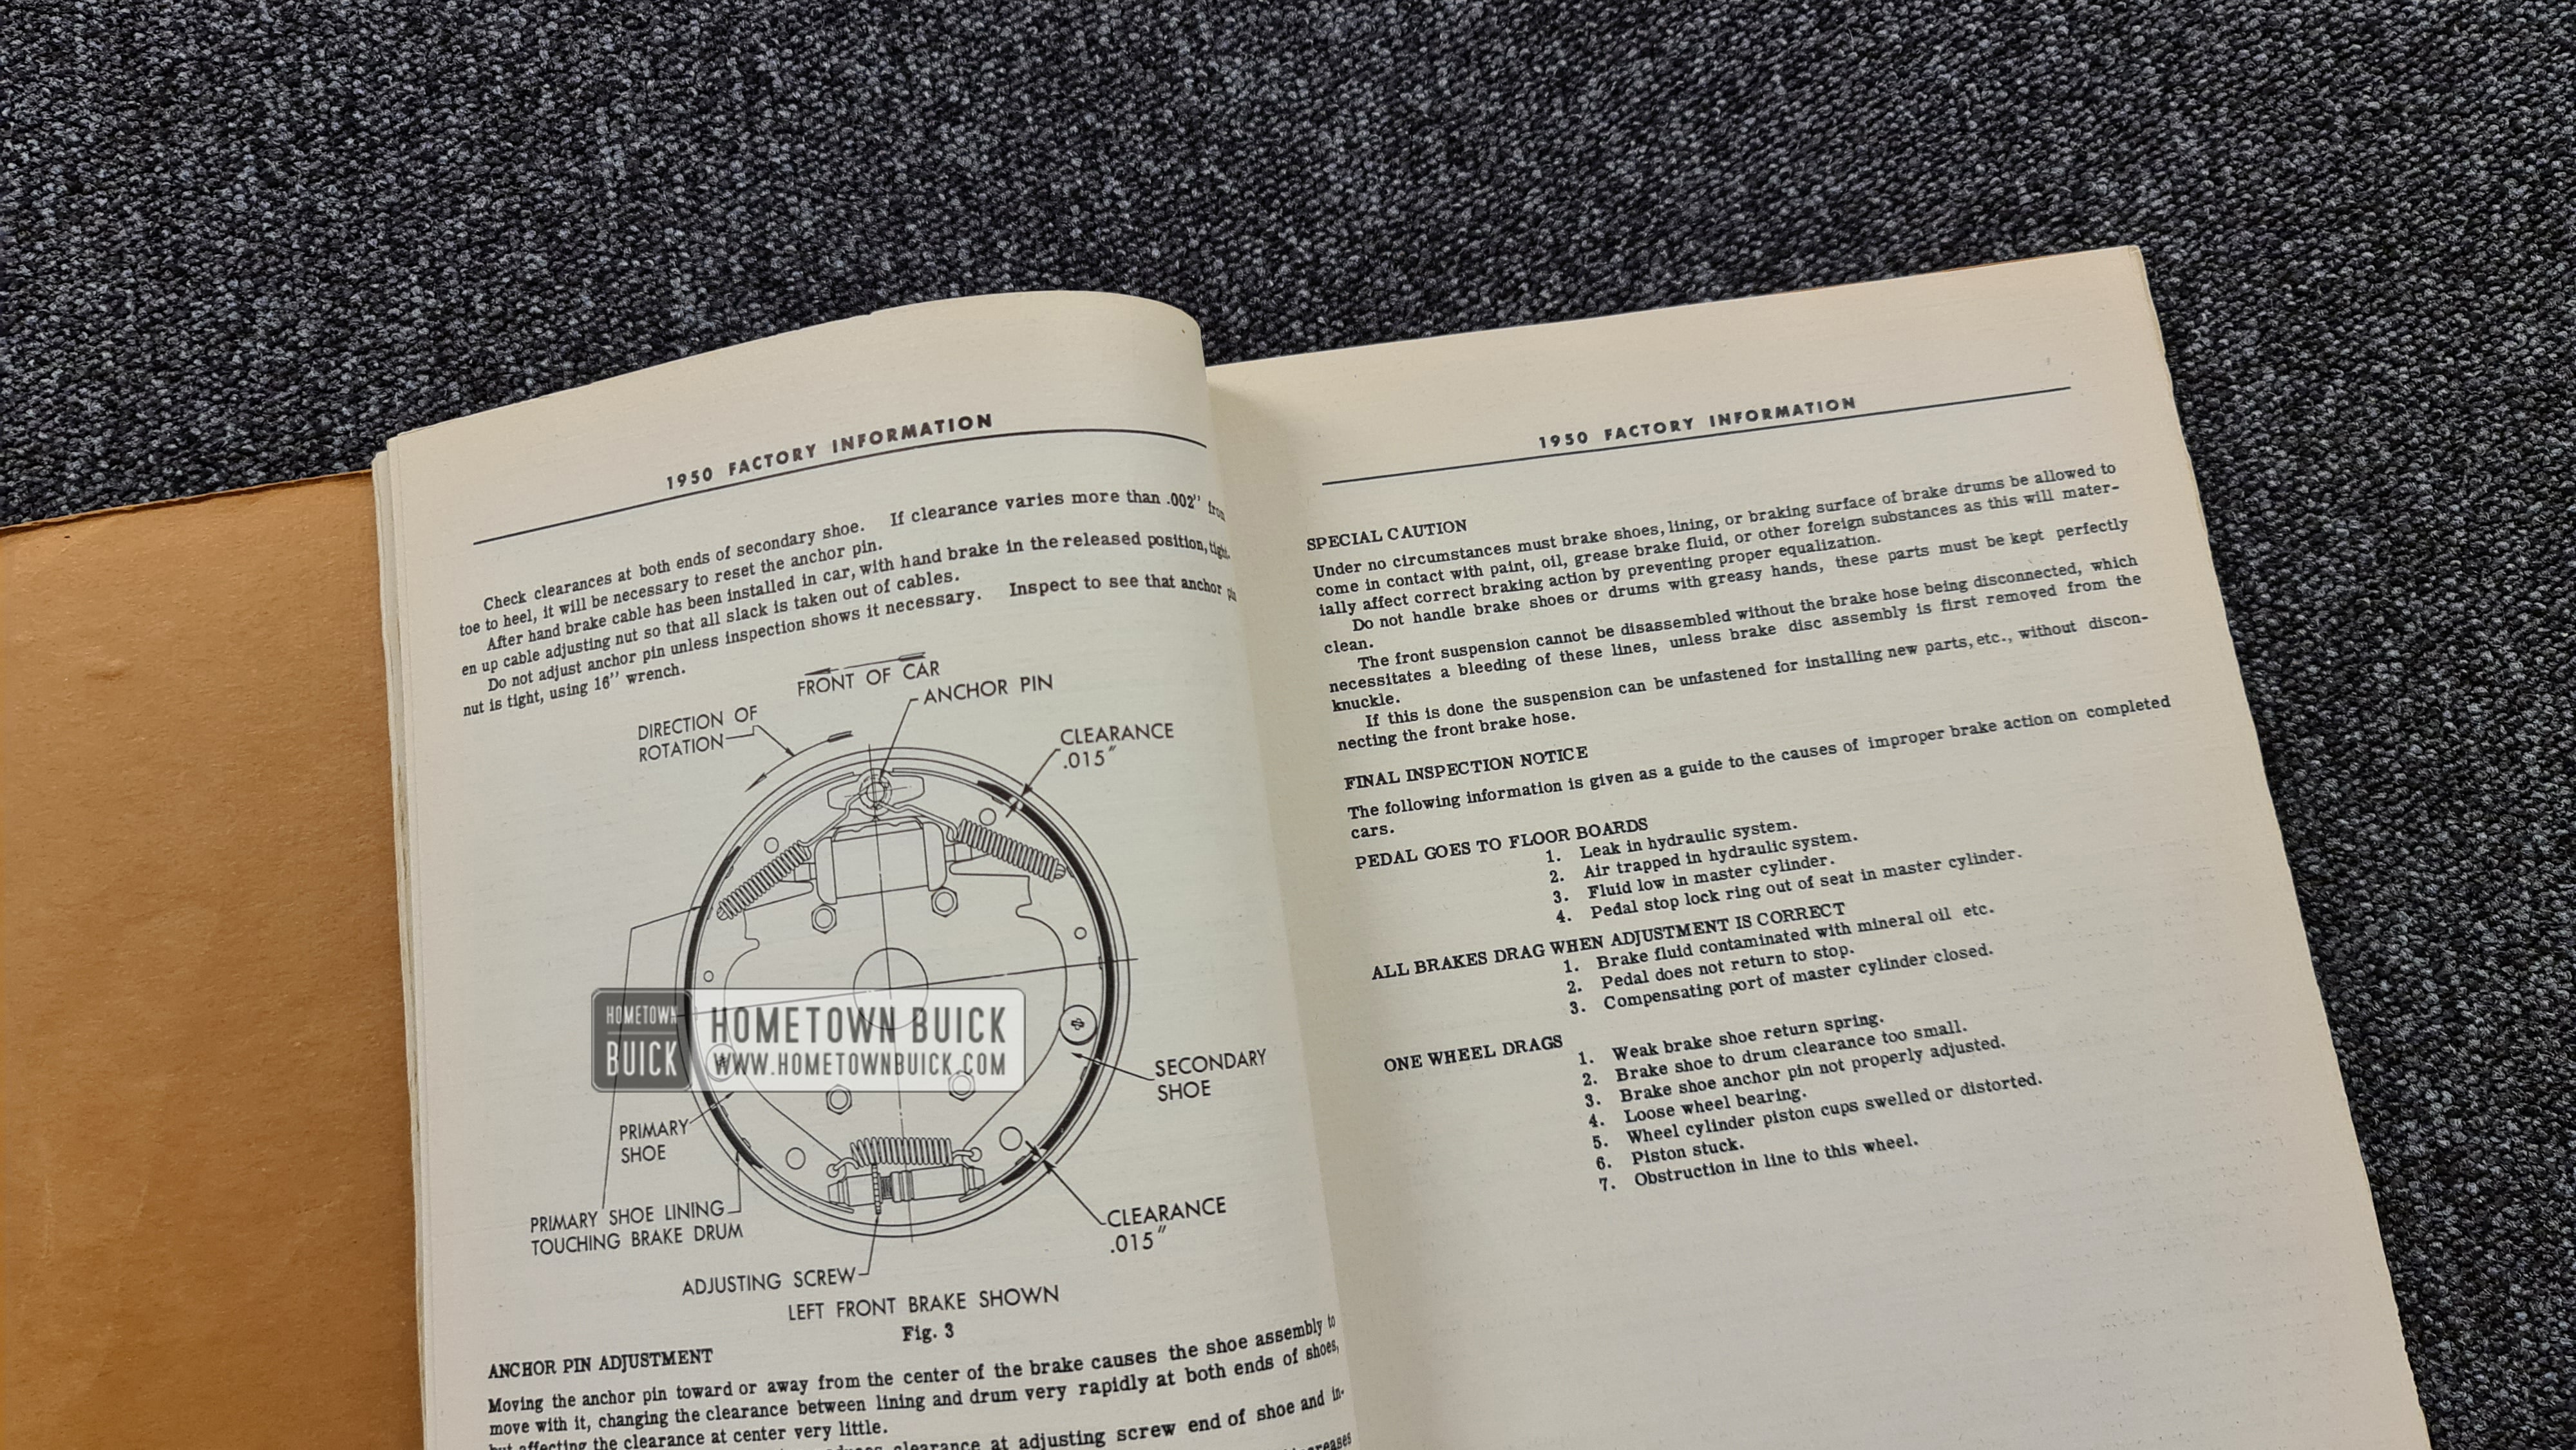 1950 FACTORY INFORMATION
Check clearances at both ends of secondary shoe. If clearance varies more than .002" from
toe to heel, it will be necessary to reset the anchor pin.
After hand brake cable has been installed in car, with hand brake in the released position, tight-
en up cable adjusting nut so that all slack is taken out of cables.
Do not adjust anchor pin unless inspection shows it necessary. Inspect to see that anchor pin
nut is tight, using 16" wrench.
FRONT OF CAR
ANCHOR PIN
DIRECTION OF
ROTATION
CLEARANCE
.015"
HOMETOWN
BUICK
HOMETOWN BUICK
WWW.HOMETOWNBUICK.COM
SECONDARY
SHOE
PRIMARY
SHOE
PRIMARY SHOE LINING
TOUCHING BRAKE DRUM
CLEARANCE
.015"
ADJUSTING SCREW
LEFT FRONT BRAKE SHOWN
Fig. 3
ANCHOR PIN ADJUSTMENT
Moving the anchor pin toward or away from the center of the brake causes the shoe assembly to
move with it, changing the clearance between lining and drum very rapidly at both ends of shoes,
but affecting the clearance at center very little.
clearance at adjusting screw end of shoe and in-
1950 FACTORY INFORMATION
SPECIAL CAUTION
Under no circumstances must brake shoes, lining, or braking surface of brake drums be allowed to
come in contact with paint, oil, grease brake fluid, or other foreign substances as this will mater-
ially affect correct braking action by preventing proper equalization.
Do not handle brake shoes or drums with greasy hands, these parts must be kept perfectly
clean.
The front suspension cannot be disassembled without the brake hose being disconnected, which
necessitates a bleeding of these lines, unless brake disc assembly is first removed from the
knuckle.
If this is done the suspension can be unfastened for installing new parts, etc., without discon-
necting the front brake hose.
FINAL INSPECTION NOTICE
The following information is given as a guide to the causes of improper brake action on completed
cars.
PEDAL GOES TO FLOOR BOARDS
1. Leak in hydraulic system.
2. Air trapped in hydraulic system.
3. Fluid low in master cylinder.
4. Pedal stop lock ring out of seat in master cylinder.
ALL BRAKES DRAG WHEN ADJUSTMENT IS CORRECT
1. Brake fluid contaminated with mineral oil etc.
2. Pedal does not return to stop.
3. Compensating port of master cylinder closed.
ONE WHEEL DRAGS
1. Weak brake shoe return spring.
2. Brake shoe to drum clearance too small.
3. Brake shoe anchor pin not properly adjusted.
4. Loose wheel bearing.
5. Wheel cylinder piston cups swelled or distorted.
6. Piston stuck.
7. Obstruction in line to this wheel.